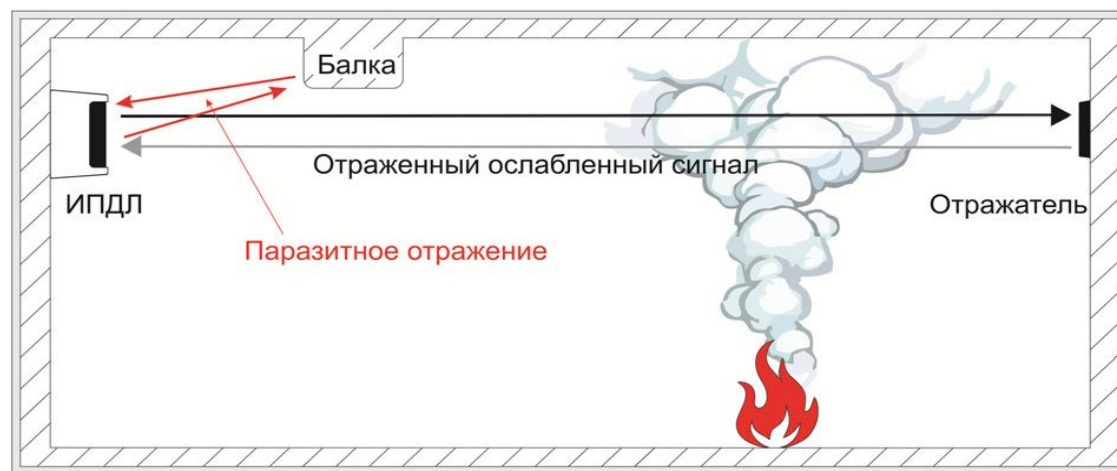 Балка
Отраженный ослабленный сигнал
ИПДЛ
Отражатель
Паразитное отражение